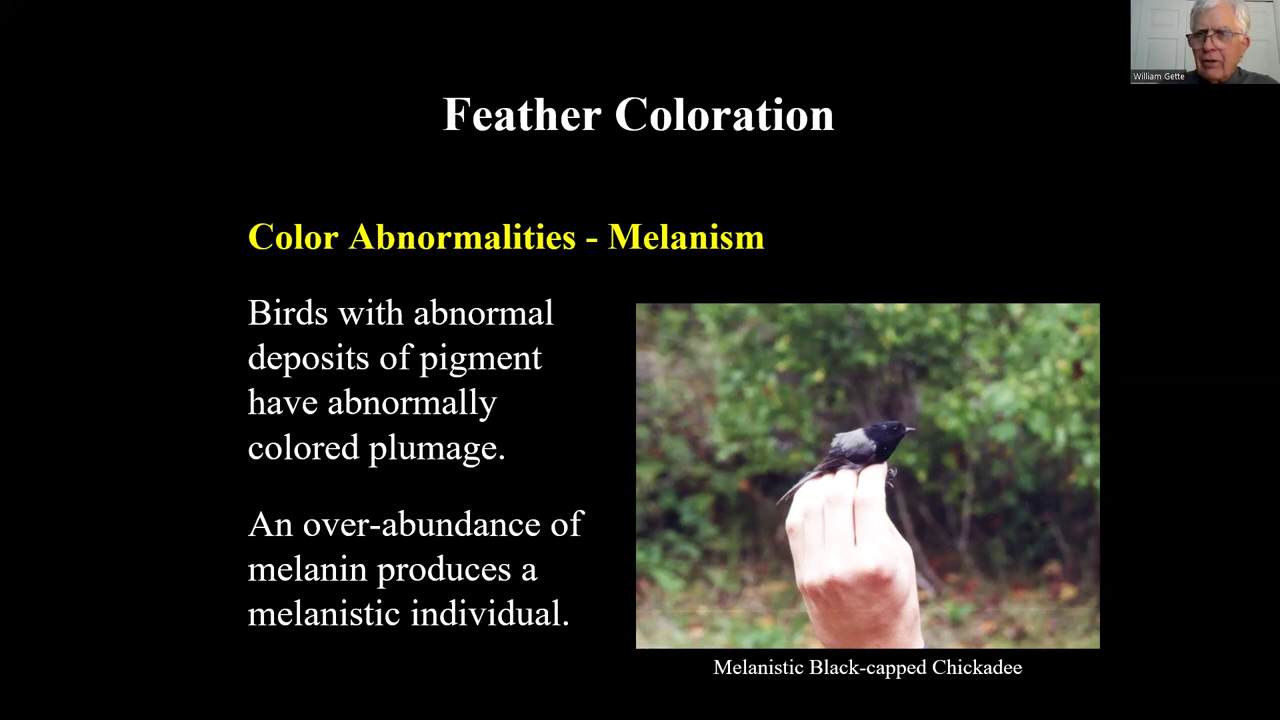 William Gette
Feather Coloration
Color Abnormalities - Melanism
Birds with abnormal
deposits of pigment
have abnormally
colored plumage.
An over-abundance of
melanin produces a
melanistic individual.
Melanistic Black-capped Chickadee